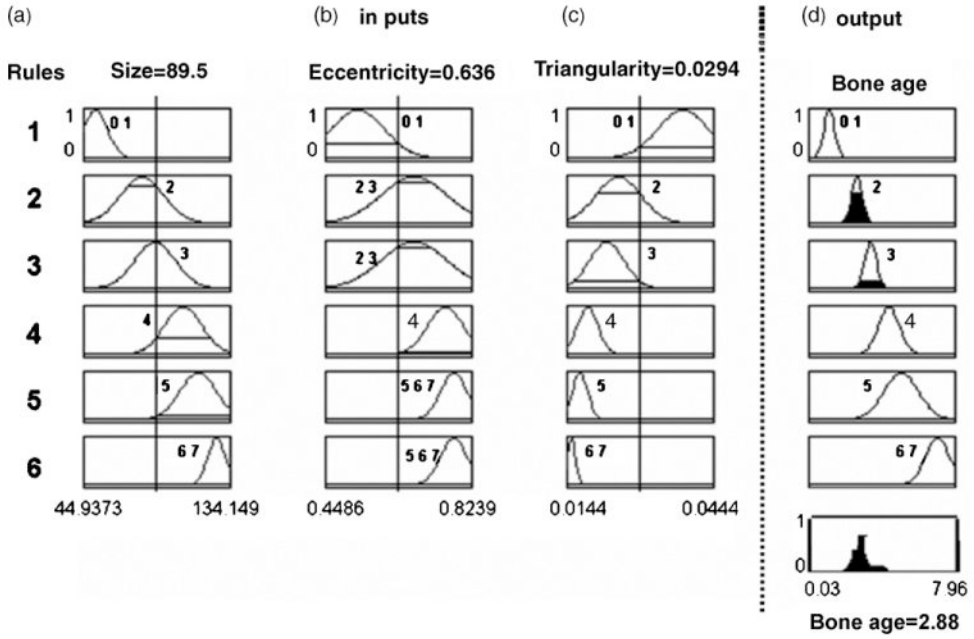 (a) (b) in puts (c) (d) output
Rules Size=89.5 Eccentricity=0.636 Triangularity=0.0294 Bone age
1 1 0 0 1 0 1 0 1 1 0 0 1
2 2 2 3 2 2
3 3 2 3 3 3
4 4 4 4 4
5 5 5 6 7 5 5
6 6 7 5 6 7 6 7 6 7
44.9373 134.149 0.4486 0.8239 0.0144 0.0444
1
0
0.03 7 96
Bone age=2.88